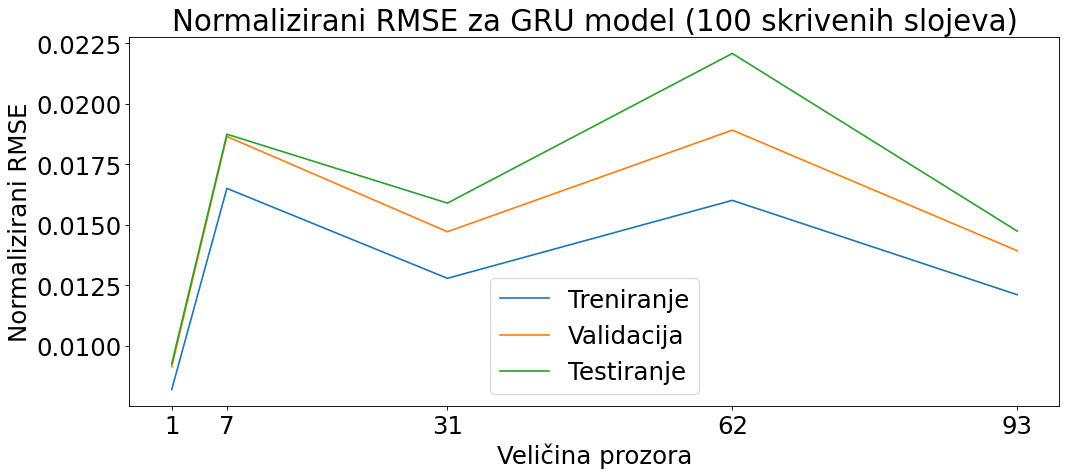 Normalizirani RMSE za GRU model (100 skrivenih slojeva)
Normalizirani RMSE
0.0225
0.0200
0.0175
0.0150
0.0125
0.0100
Treniranje
Validacija
Testiranje
1 7 31 62 93
Veličina prozora